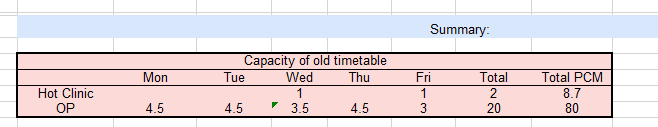 Summary:
Capacity of old timetable
Mon Tue Wed Thu Fri Total Total PCM
Hot Clinic 1 1 2 8.7
OP 4.5 4.5 3.5 4.5 3 20 80